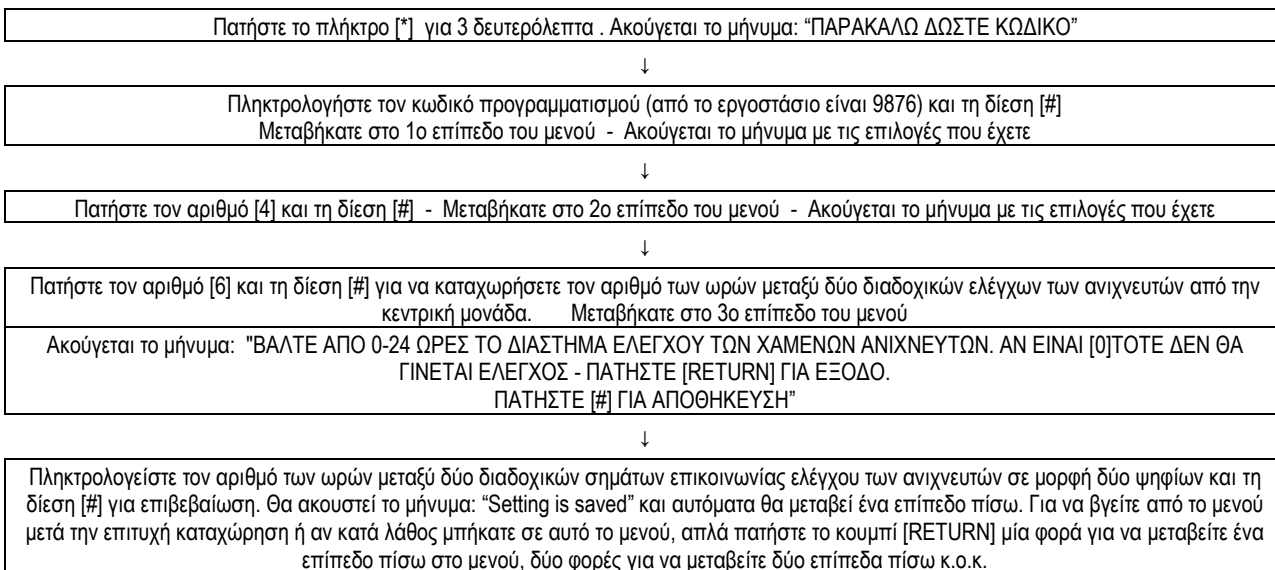 Πατήστε το πλήκτρο [*] για 3 δευτερόλεπτα . Ακούγεται το μήνυμα: “ΠΑΡΑΚΑΛΩ ΔΩΣΤΕ ΚΩΔΙΚΟ”
↓
Πληκτρολογήστε τον κωδικό προγραμματισμού (από το εργοστάσιο είναι 9876) και τη δίεση [#]
Μεταβήκατε στο 1ο επίπεδο του μενού - Ακούγεται το μήνυμα με τις επιλογές που έχετε
↓
Πατήστε τον αριθμό [4] και τη δίεση [#] - Μεταβήκατε στο 2ο επίπεδο του μενού - Ακούγεται το μήνυμα με τις επιλογές που έχετε
↓
Πατήστε τον αριθμό [6] και τη δίεση [#] για να καταχωρήσετε τον αριθμό των ωρών μεταξύ δύο διαδοχικών ελέγχων των ανιχνευτών από την
κεντρική μονάδα. Μεταβήκατε στο 3ο επίπεδο του μενού
Ακούγεται το μήνυμα: "ΒΑΛΤΕ ΑΠΟ 0-24 ΩΡΕΣ ΤΟ ΔΙΑΣΤΗΜΑ ΕΛΕΓΧΟΥ ΤΩΝ ΧΑΜΕΝΩΝ ΑΝΙΧΝΕΥΤΩΝ. ΑΝ ΕΙΝΑΙ [0]ΤΟΤΕ ΔΕΝ ΘΑ
ΓΙΝΕΤΑΙ ΕΛΕΓΧΟΣ - ΠΑΤΗΣΤΕ [RETURN] ΓΙΑ ΕΞΟΔΟ.
ΠΑΤΗΣΤΕ [#] ΓΙΑ ΑΠΟΘΗΚΕΥΣΗ”
↓
Πληκτρολογείστε τον αριθμό των ωρών μεταξύ δύο διαδοχικών σημάτων επικοινωνίας ελέγχου των ανιχνευτών σε μορφή δύο ψηφίων και τη
δίεση [#] για επιβεβαίωση. Θα ακουστεί το μήνυμα: “Setting is saved” και αυτόματα θα μεταβεί ένα επίπεδο πίσω. Για να βγείτε από το μενού
μετά την επιτυχή καταχώρηση ή αν κατά λάθος μπήκατε σε αυτό το μενού, απλά πατήστε το κουμπί [RETURN] μία φορά για να μεταβείτε ένα
επίπεδο πίσω στο μενού, δύο φορές για να μεταβείτε δύο επίπεδα πίσω κ.ο.κ.